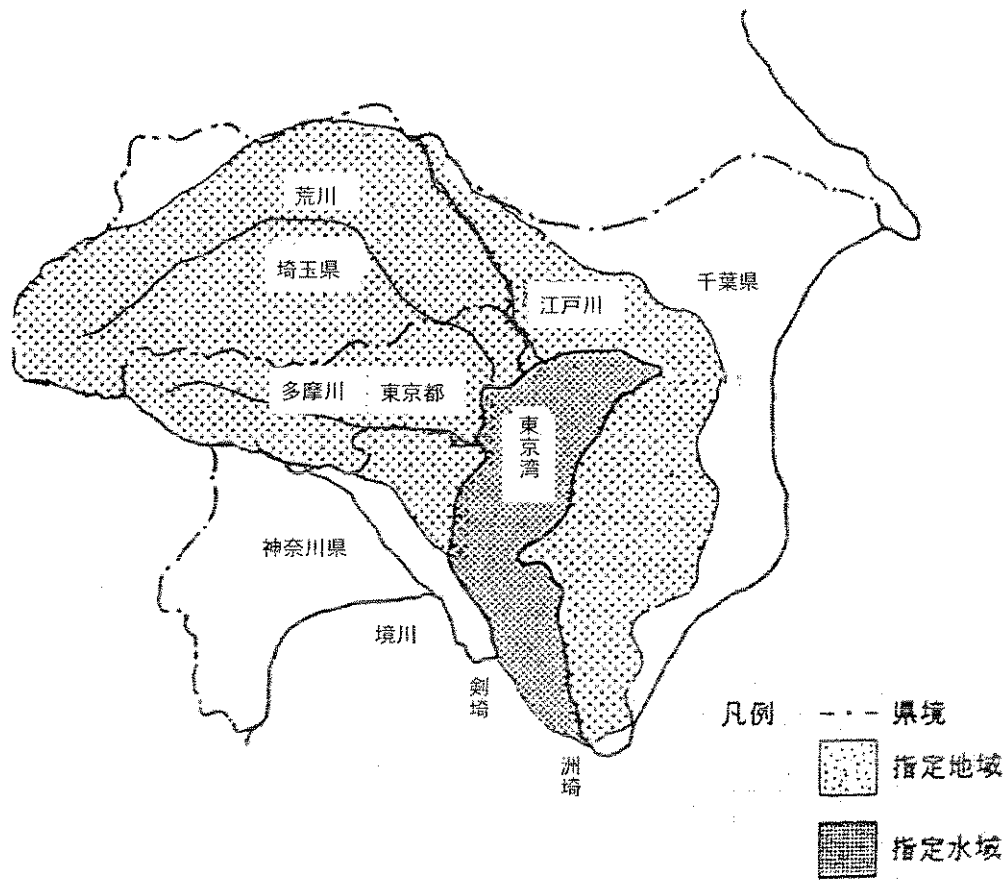 荒川
埼玉県
江戸川
千葉県
多摩川
東京都
東京湾
神奈川県
境川
剣埼
洲埼
凡例
県境
指定地域
指定水域